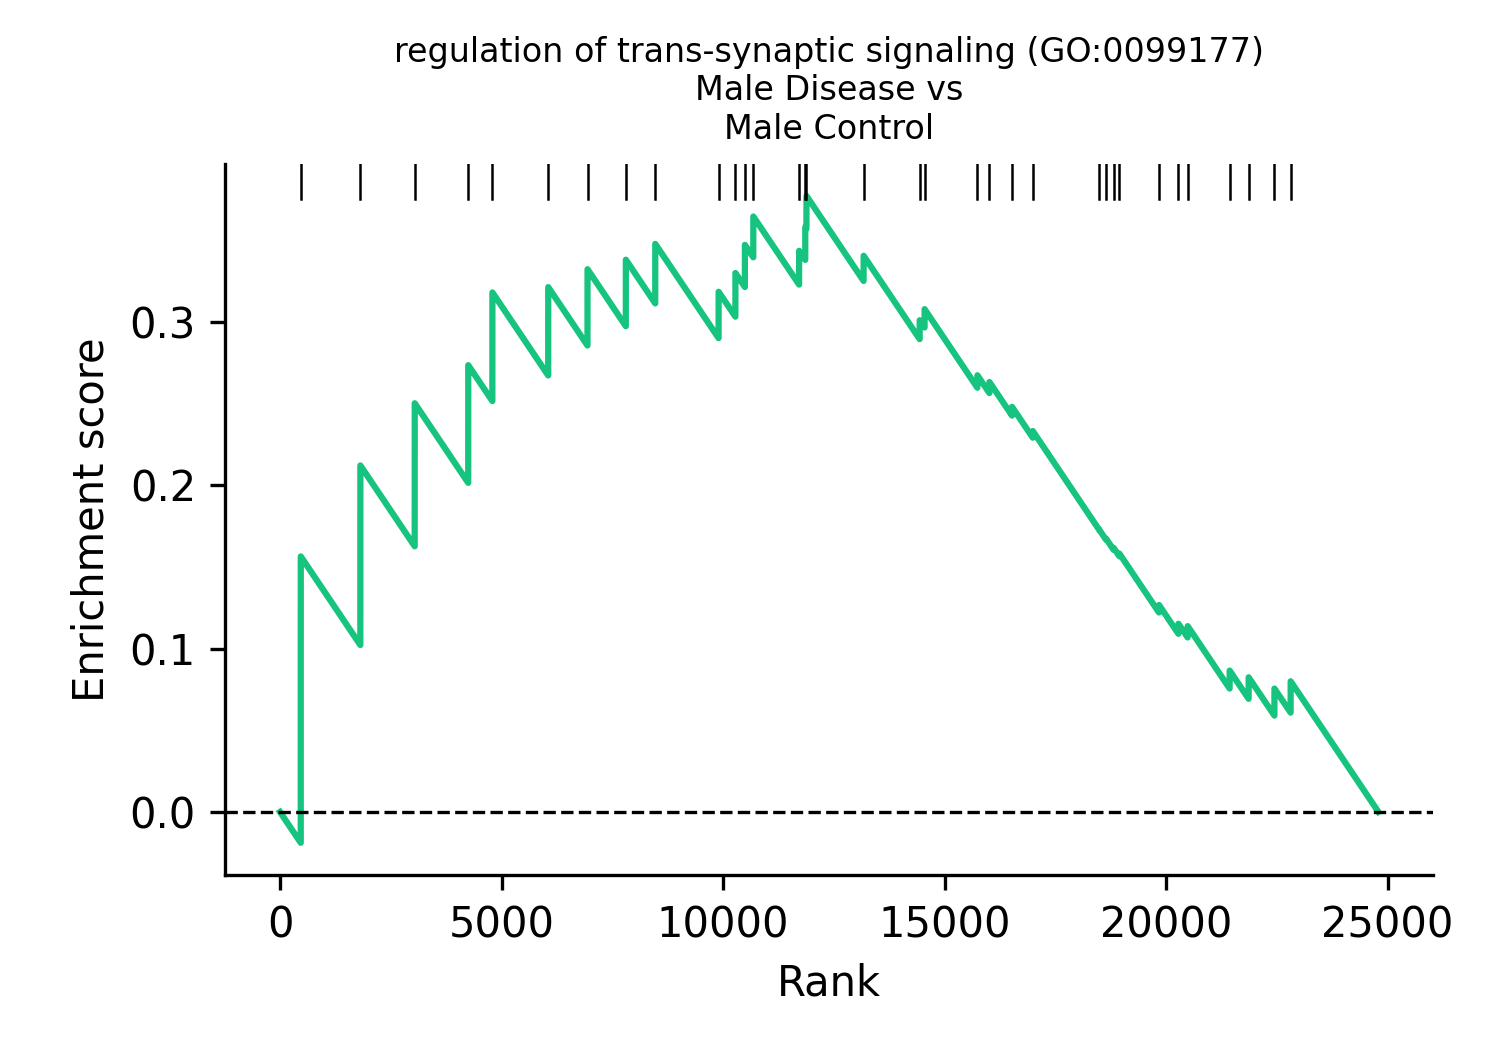 regulation of trans-synaptic signaling (GO:0099177)
Male Disease vs
Male Control
Enrichment score
0.3
0.2
0.1
0.0
0 5000 10000 15000 20000 25000
Rank